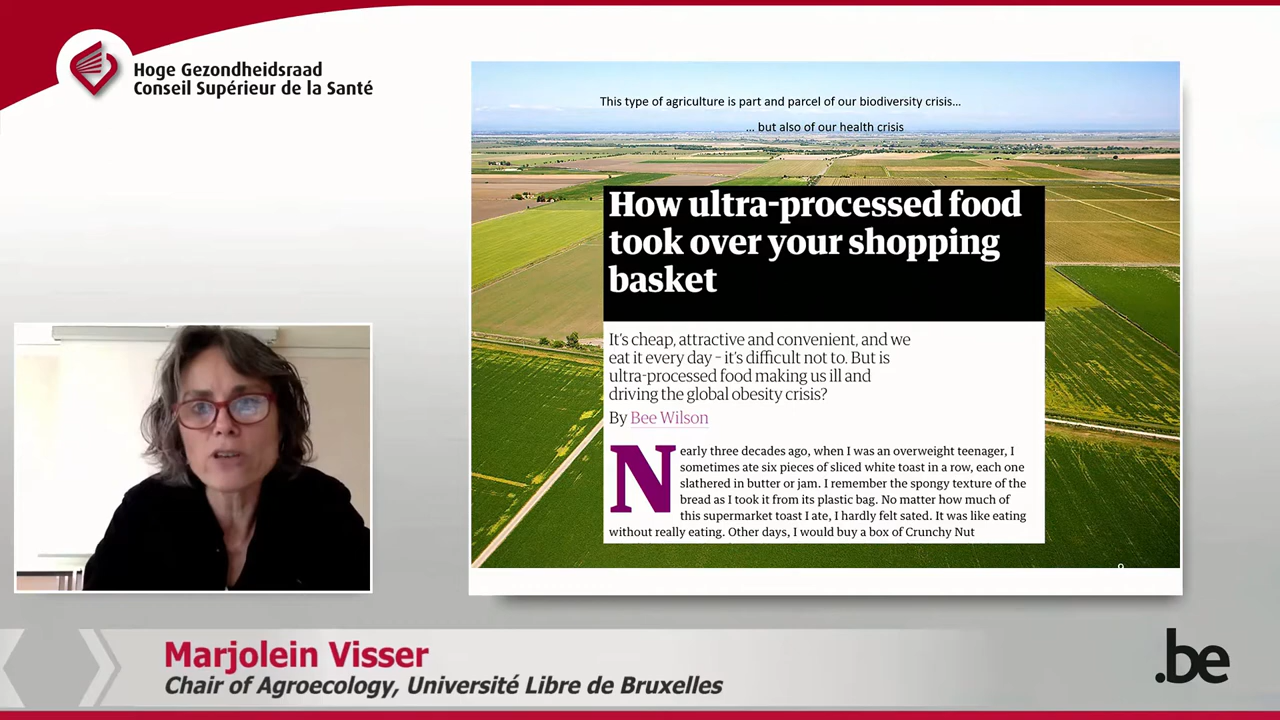 Hoge Gezondheidsraad
Conseil Supérieur de la Santé
This type of agriculture is part and parcel of our biodiversity crisis...
... but also of our health crisis
How ultra-processed food
took over your shopping
basket
It's cheap, attractive and convenient, and we
eat it every day – it's difficult not to. But is
ultra-processed food making us ill and
driving the global obesity crisis?
By Bee Wilson
Nearly three decades ago, when I was an overweight teenager, I
sometimes ate six pieces of sliced white toast in a row, each one
slathered in butter or jam. I remember the spongy texture of the
bread as I took it from its plastic bag. No matter how much of
this supermarket toast I ate, I hardly felt sated. It was like eating
without really eating. Other days, I would buy a box of Crunchy Nut
Marjolein Visser
Chair of Agroecology, Université Libre de Bruxelles
.be